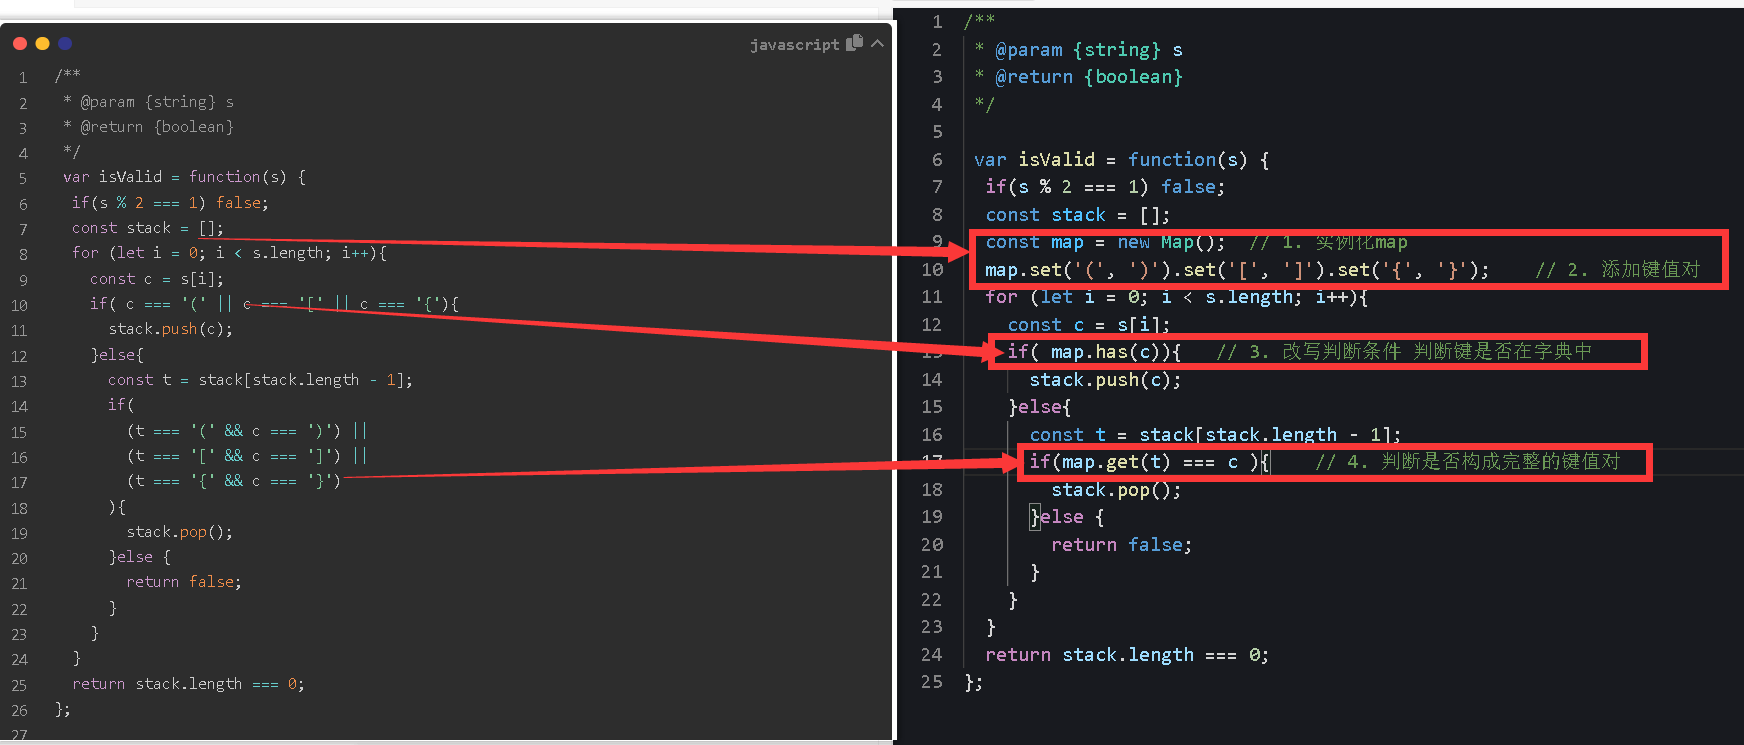 javascript
1 /**
2 * @param {string} s
3 * @return {boolean}
4 */
5 var isValid = function(s) {
6 if(s % 2 === 1) false;
7 const stack = [];
8 for (let i = 0; i < s.length; i++){
9 const c = s[i];
10 if( c === '(' || c === '[' || c === '{'){
11 stack.push(c);
12 }else{
13 const t = stack[stack.length - 1];
14 if(
15 (t === '(' && c === ')') ||
16 (t === '[' && c === ']') ||
17 (t === '{' && c === '}')
18 ){
19 stack.pop();
20 }else {
21 return false;
22 }
23 }
24 }
25 return stack.length === 0;
26 };
27
1 /**
2 * @param {string} s
3 * @return {boolean}
4 */
5
6 var isValid = function(s) {
7 if(s % 2 === 1) false;
8 const stack = [];
9 const map = new Map(); // 1. 实例化map
10 map.set('(', ')').set('[', ']').set('{', '}'); // 2. 添加键值对
11 for (let i = 0; i < s.length; i++){
12 const c = s[i];
13 if( map.has(c)){ // 3. 改写判断条件 判断键是否在字典中
14 stack.push(c);
15 }else{
16 const t = stack[stack.length - 1];
17 if(map.get(t) === c ){ // 4. 判断是否构成完整的键值对
18 stack.pop();
19 }else {
20 return false;
21 }
22 }
23 }
24 return stack.length === 0;
25 };